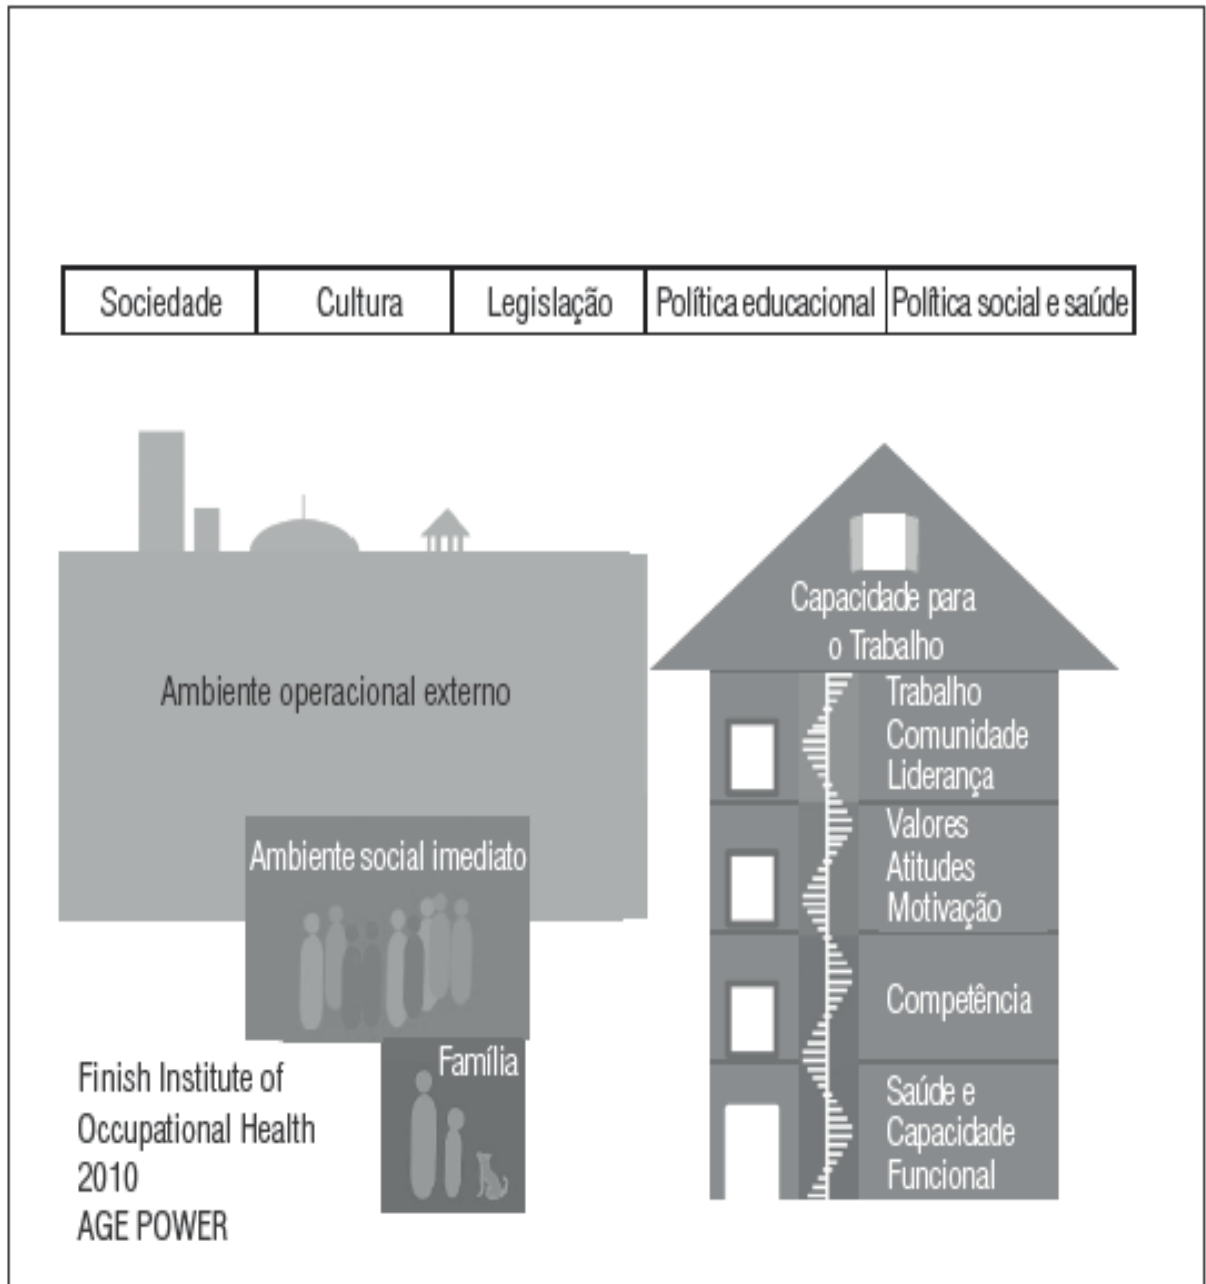 Sociedade
Cultura
Legislação
Política educacional
Política social e saúde
Ambiente operacional externo
Ambiente social imediato
Família
Finish Institute of
Occupational Health
2010
AGE POWER
Capacidade para
o Trabalho
Trabalho
Comunidade
Liderança
Valores
Atitudes
Motivação
Competência
Saúde e
Capacidade
Funcional